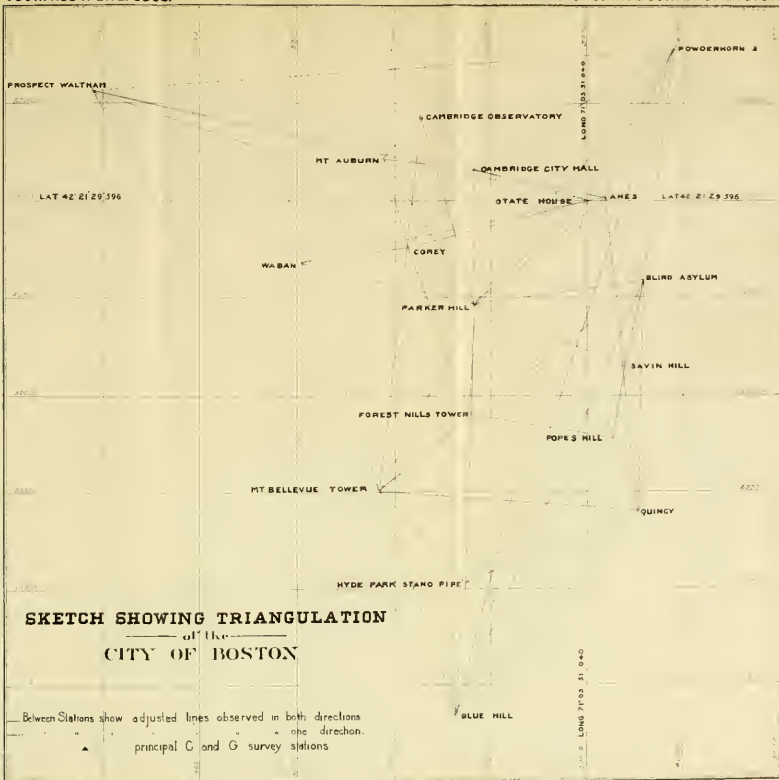 POWDERHORN 2
PROSPECT WALTHAM
CAMBRIDGE OBSERVATORY
LONG 71°03 51 040
MT AUBURN
CAMBRIDGE CITY HALL
LAT 42°21'29"396
STATE HOUSE
AMES
LAT 42 21 29 396
COREY
WABAN
BLIND ASYLUM
PARKER HILL
SAVIN HILL
FOREST HILLS TOWER
POPES HILL
MT BELLEVUE TOWER
QUINCY
HYDE PARK STAND PIPE
SKETCH SHOWING TRIANGULATION
of the
CITY OF BOSTON
LONG 71°03 51 040
BLUE HILL
Between Stations show adjusted lines observed in both directions
" " " " " one direction.
principal C and G survey stations